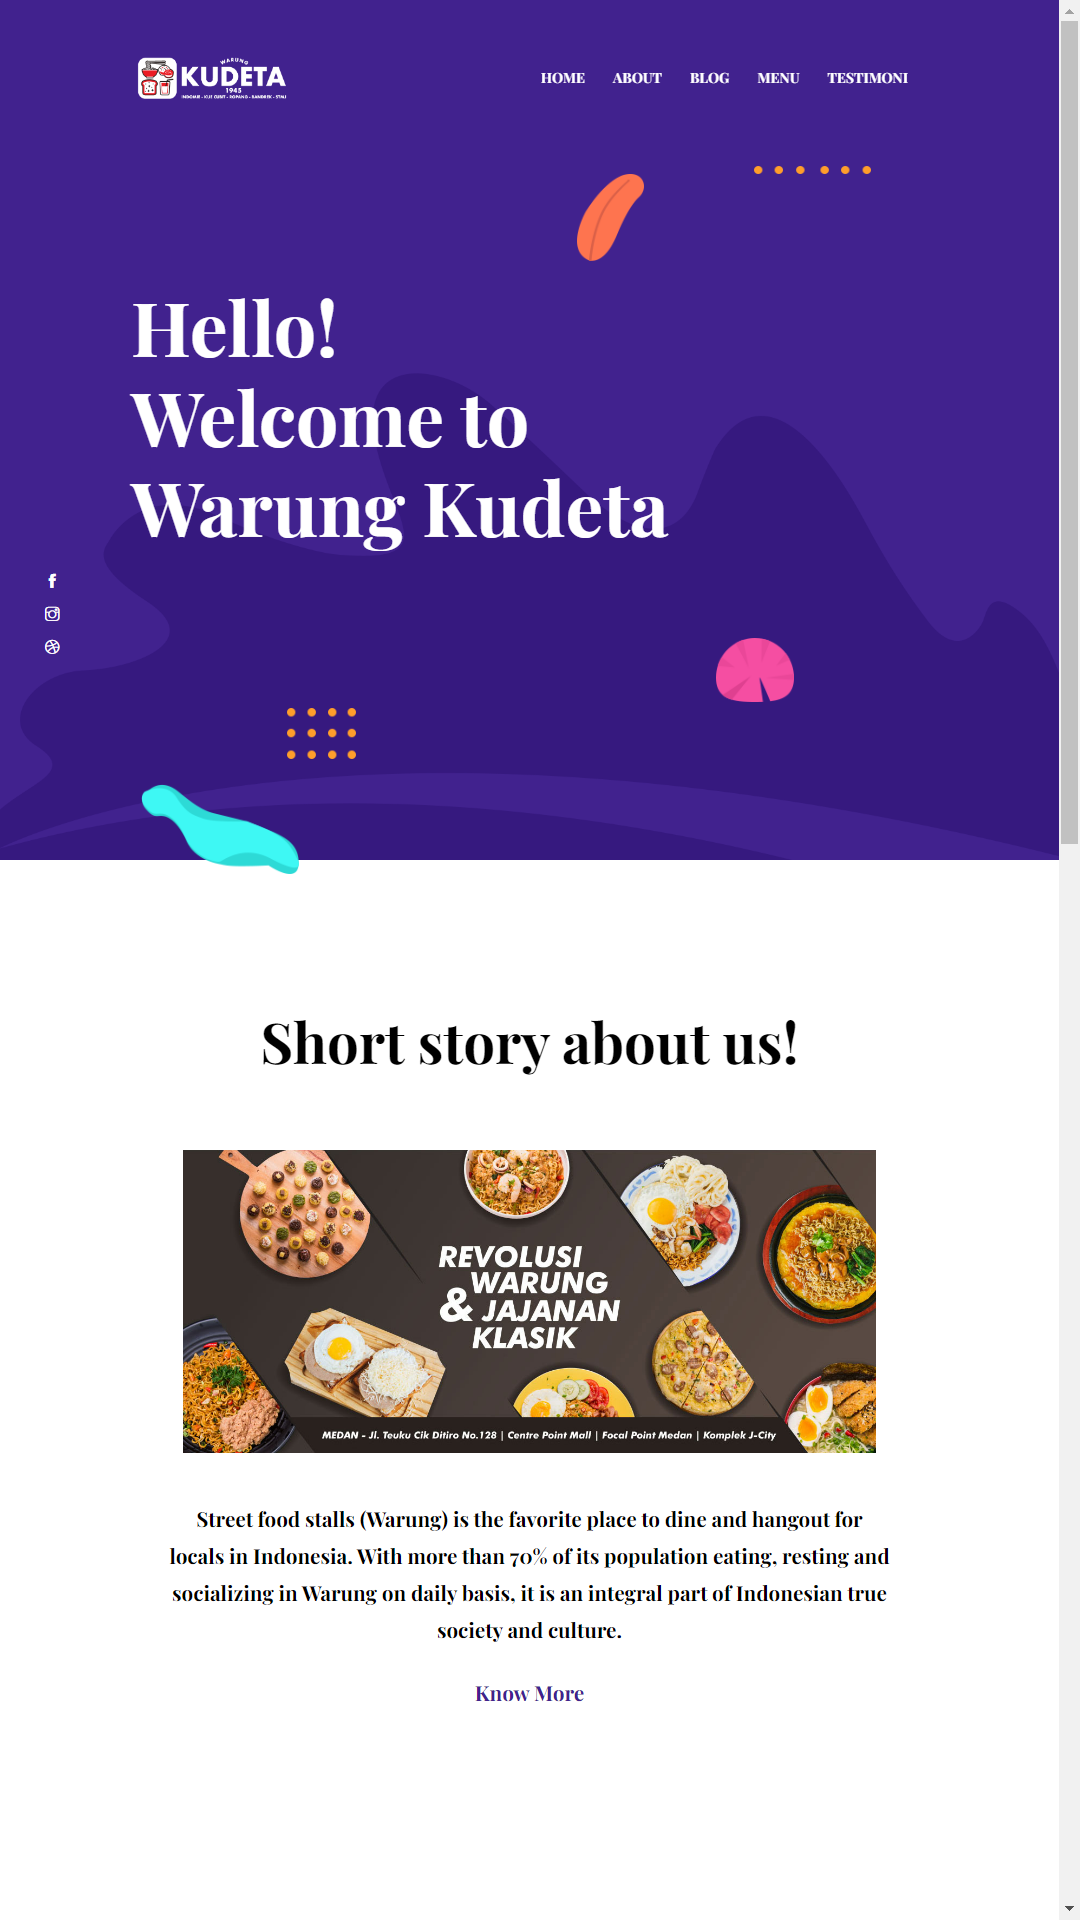 WARUNG
KUDETA
1945
HOME ABOUT BLOG MENU TESTIMONI
Hello!
Welcome to
Warung Kudeta
Short story about us!
REVOLUSI
WARUNG
& JAJANAN
KLASIK
MEDAN - Jl. Teuku Cik Ditiro No.128 | Centre Point Mall | Focal Point Medan | Komplek J-City
Street food stalls (Warung) is the favorite place to dine and hangout for
locals in Indonesia. With more than 70% of its population eating, resting and
socializing in Warung on daily basis, it is an integral part of Indonesian true
society and culture.
Know More